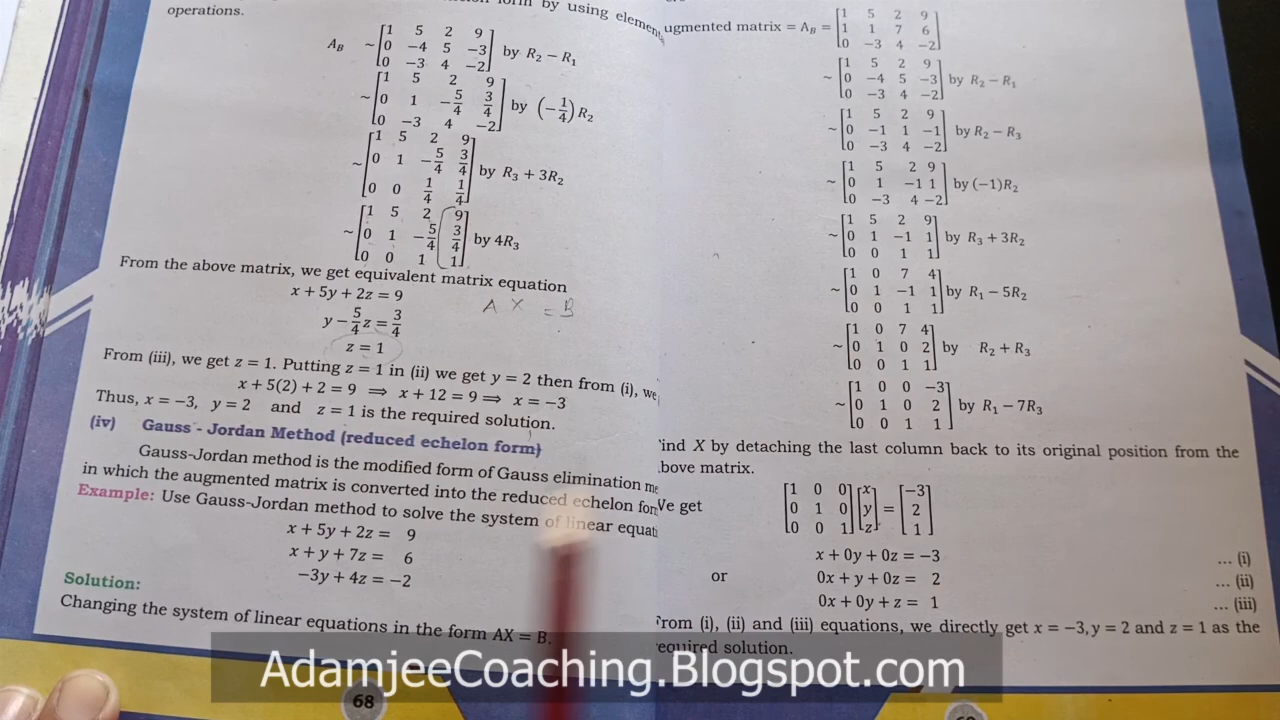 form by using elemen
operations.
A_B ~ [1 5 2 9; 0 -4 5 -3; 0 -3 4 -2] by R₂ − R₁
~ [1 5 2 9; 0 1 -5/4 3/4; 0 -3 4 -2] by (−1/4)R₂
~ [1 5 2 9; 0 1 -5/4 3/4; 0 0 1/4 1/4] by R₃ + 3R₂
~ [1 5 2 9; 0 1 -5/4 3/4; 0 0 1 1] by 4R₃
From the above matrix, we get equivalent matrix equation
x + 5y + 2z = 9
A X = B
y − 5/4 z = 3/4
z = 1
From (iii), we get z = 1. Putting z = 1 in (ii) we get y = 2 then from (i), we
x + 5(2) + 2 = 9 ⟹ x + 12 = 9 ⟹ x = −3
Thus, x = −3, y = 2 and z = 1 is the required solution.
(iv) Gauss - Jordan Method (reduced echelon form)
Gauss-Jordan method is the modified form of Gauss elimination me
in which the augmented matrix is converted into the reduced echelon for
Example: Use Gauss-Jordan method to solve the system of linear equati
x + 5y + 2z = 9
x + y + 7z = 6
−3y + 4z = −2
Solution:
Changing the system of linear equations in the form AX = B.
68
ugmented matrix = A_B = [1 5 2 9; 1 1 7 6; 0 -3 4 -2]
~ [1 5 2 9; 0 -4 5 -3; 0 -3 4 -2] by R₂ − R₁
~ [1 5 2 9; 0 -1 1 -1; 0 -3 4 -2] by R₂ − R₃
~ [1 5 2 9; 0 1 -1 1; 0 -3 4 -2] by (−1)R₂
~ [1 5 2 9; 0 1 -1 1; 0 0 1 1] by R₃ + 3R₂
~ [1 0 7 4; 0 1 -1 1; 0 0 1 1] by R₁ − 5R₂
~ [1 0 7 4; 0 1 0 2; 0 0 1 1] by R₂ + R₃
~ [1 0 0 -3; 0 1 0 2; 0 0 1 1] by R₁ − 7R₃
ind X by detaching the last column back to its original position from the
bove matrix.
We get [1 0 0; 0 1 0; 0 0 1] [x; y; z] = [-3; 2; 1]
x + 0y + 0z = −3 ... (i)
or 0x + y + 0z = 2 ... (ii)
0x + 0y + z = 1 ... (iii)
From (i), (ii) and (iii) equations, we directly get x = −3, y = 2 and z = 1 as the
equired solution.
AdamjeeCoaching.Blogspot.com